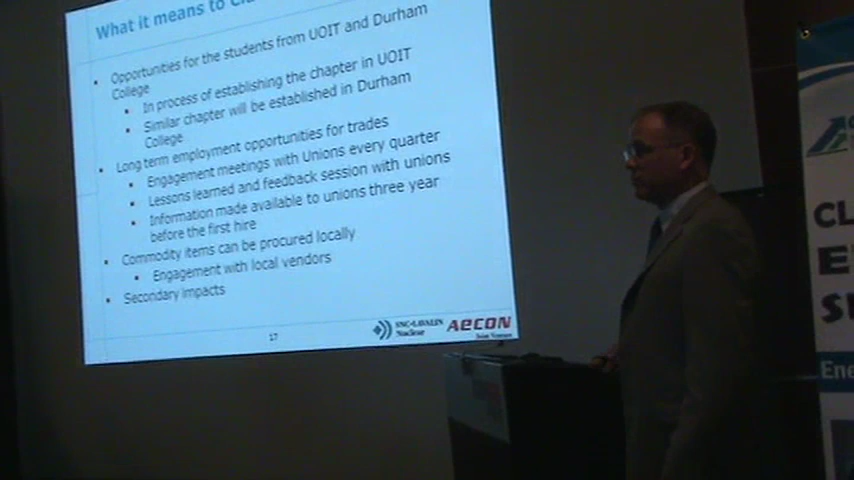 What it means to Cla
Opportunities for the students from UOIT and Durham
College
In process of establishing the chapter in UOIT
Similar chapter will be established in Durham
College
Long term employment opportunities for trades
Engagement meetings with Unions every quarter
Lessons learned and feedback session with unions
Information made available to unions three year
before the first hire
Commodity items can be procured locally
Engagement with local vendors
Secondary impacts
17
SNC·LAVALIN
Nuclear
AECON
Joint Venture
CL
E
S
Ene